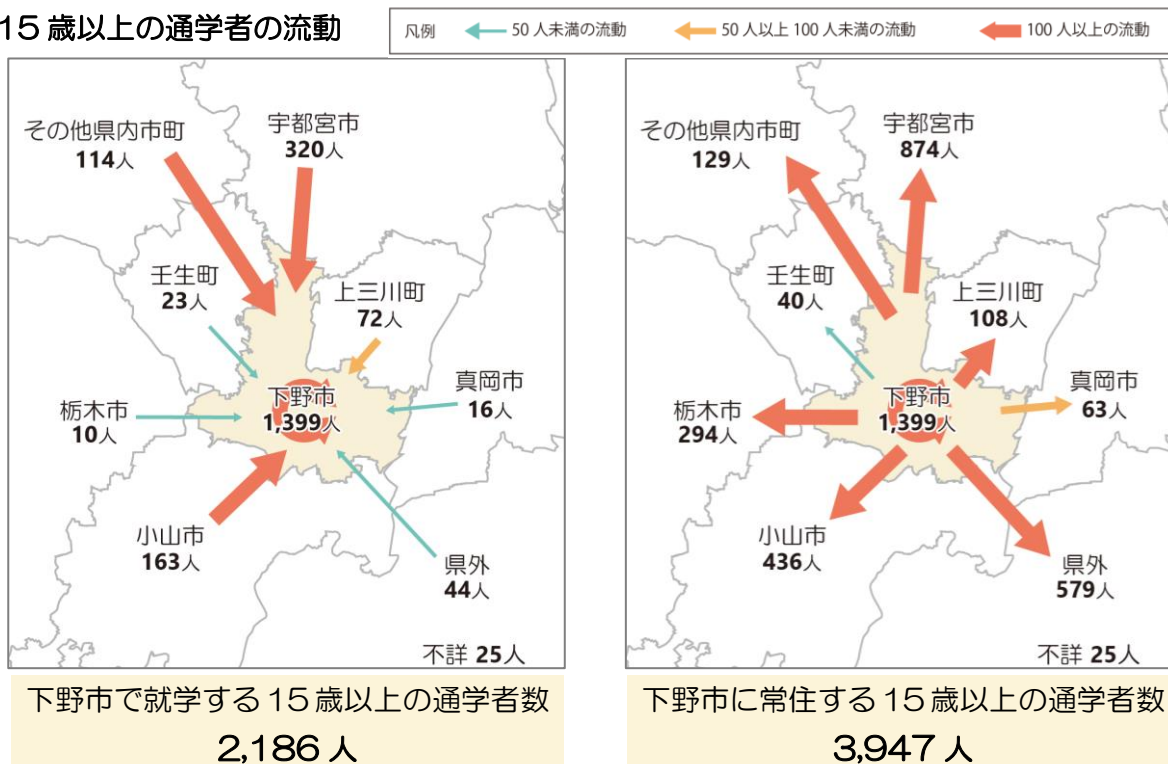 15 歳以上の通学者の流動
凡例
50 人未満の流動
50 人以上 100 人未満の流動
100 人以上の流動
その他県内市町
114人
宇都宮市
320人
壬生町
23人
上三川町
72人
下野市
1,399人
真岡市
16人
栃木市
10人
小山市
163人
県外
44人
不詳 25人
下野市で就学する 15 歳以上の通学者数
2,186 人
その他県内市町
129人
宇都宮市
874人
壬生町
40人
上三川町
108人
下野市
1,399人
真岡市
63人
栃木市
294人
小山市
436人
県外
579人
不詳 25人
下野市に常住する 15 歳以上の通学者数
3,947 人